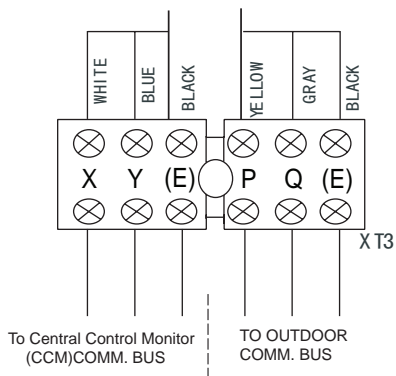 WHITE
BLUE
BLACK
YELLOW
GRAY
BLACK
X Y (E) P Q (E)
XT3
To Central Control Monitor
(CCM)COMM. BUS
TO OUTDOOR
COMM. BUS